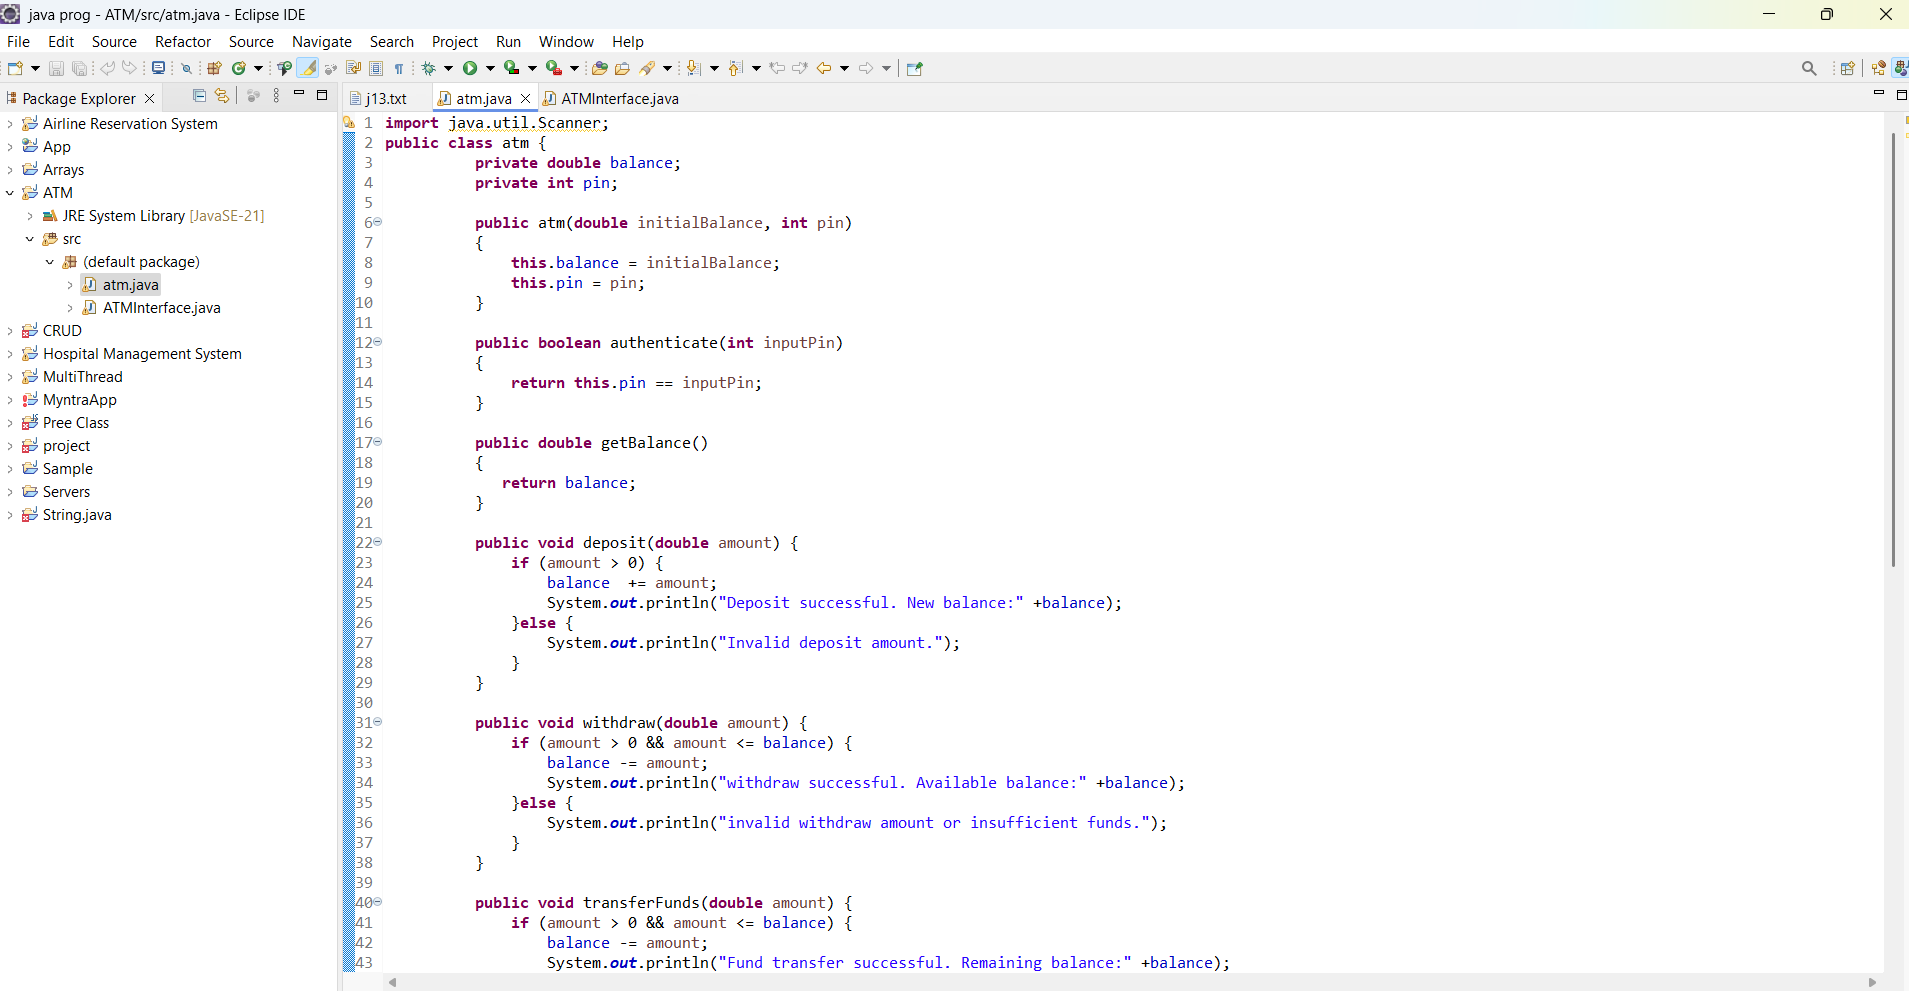 java prog - ATM/src/atm.java - Eclipse IDE
File Edit Source Refactor Source Navigate Search Project Run Window Help
Package Explorer
j13.txt atm.java ATMInterface.java
Airline Reservation System
App
Arrays
ATM
JRE System Library [JavaSE-21]
src
(default package)
atm.java
ATMInterface.java
CRUD
Hospital Management System
MultiThread
MyntraApp
Pree Class
project
Sample
Servers
String.java
1 import java.util.Scanner;
2 public class atm {
3 private double balance;
4 private int pin;
5
6 public atm(double initialBalance, int pin)
7 {
8 this.balance = initialBalance;
9 this.pin = pin;
10 }
11
12 public boolean authenticate(int inputPin)
13 {
14 return this.pin == inputPin;
15 }
16
17 public double getBalance()
18 {
19 return balance;
20 }
21
22 public void deposit(double amount) {
23 if (amount > 0) {
24 balance  += amount;
25 System.out.println("Deposit successful. New balance:" +balance);
26 }else {
27 System.out.println("Invalid deposit amount.");
28 }
29 }
30
31 public void withdraw(double amount) {
32 if (amount > 0 && amount <= balance) {
33 balance -= amount;
34 System.out.println("withdraw successful. Available balance:" +balance);
35 }else {
36 System.out.println("invalid withdraw amount or insufficient funds.");
37 }
38 }
39
40 public void transferFunds(double amount) {
41 if (amount > 0 && amount <= balance) {
42 balance -= amount;
43 System.out.println("Fund transfer successful. Remaining balance:" +balance);